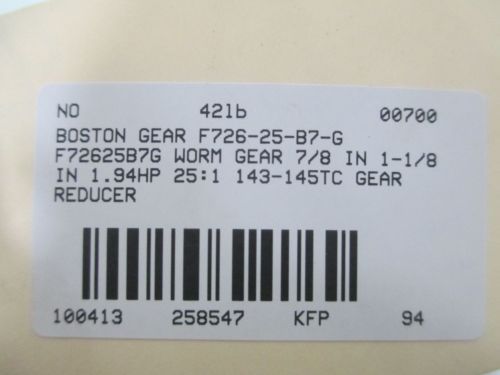 NO 42lb 00700
BOSTON GEAR F726-25-B7-G
F72625B7G WORM GEAR 7/8 IN 1-1/8
IN 1.94HP 25:1 143-145TC GEAR
REDUCER
100413 258547 KFP 94